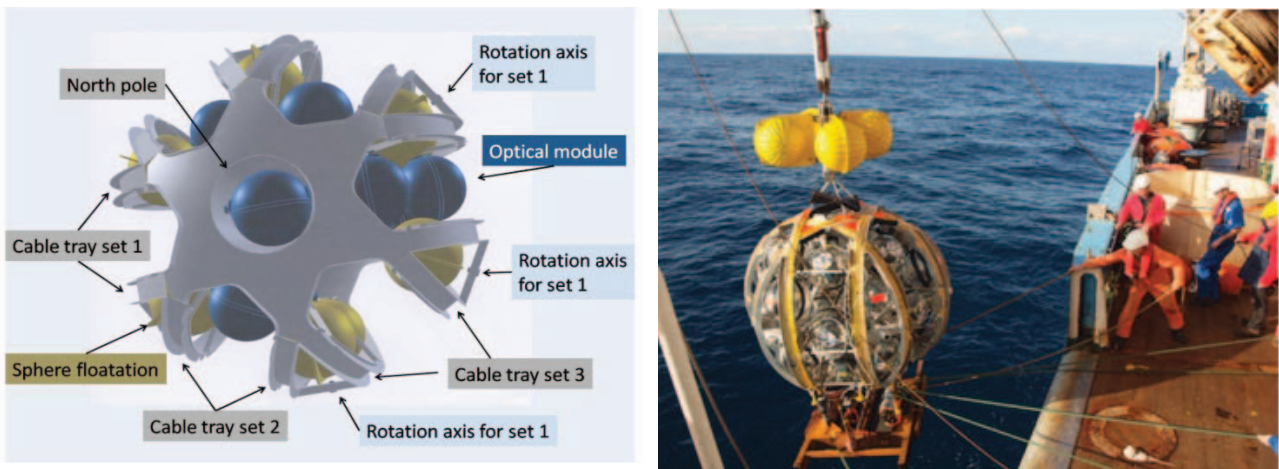 Rotation axis
for set 1
North pole
Optical module
Cable tray set 1
Rotation axis
for set 1
Sphere floatation
Cable tray set 3
Cable tray set 2
Rotation axis for set 1